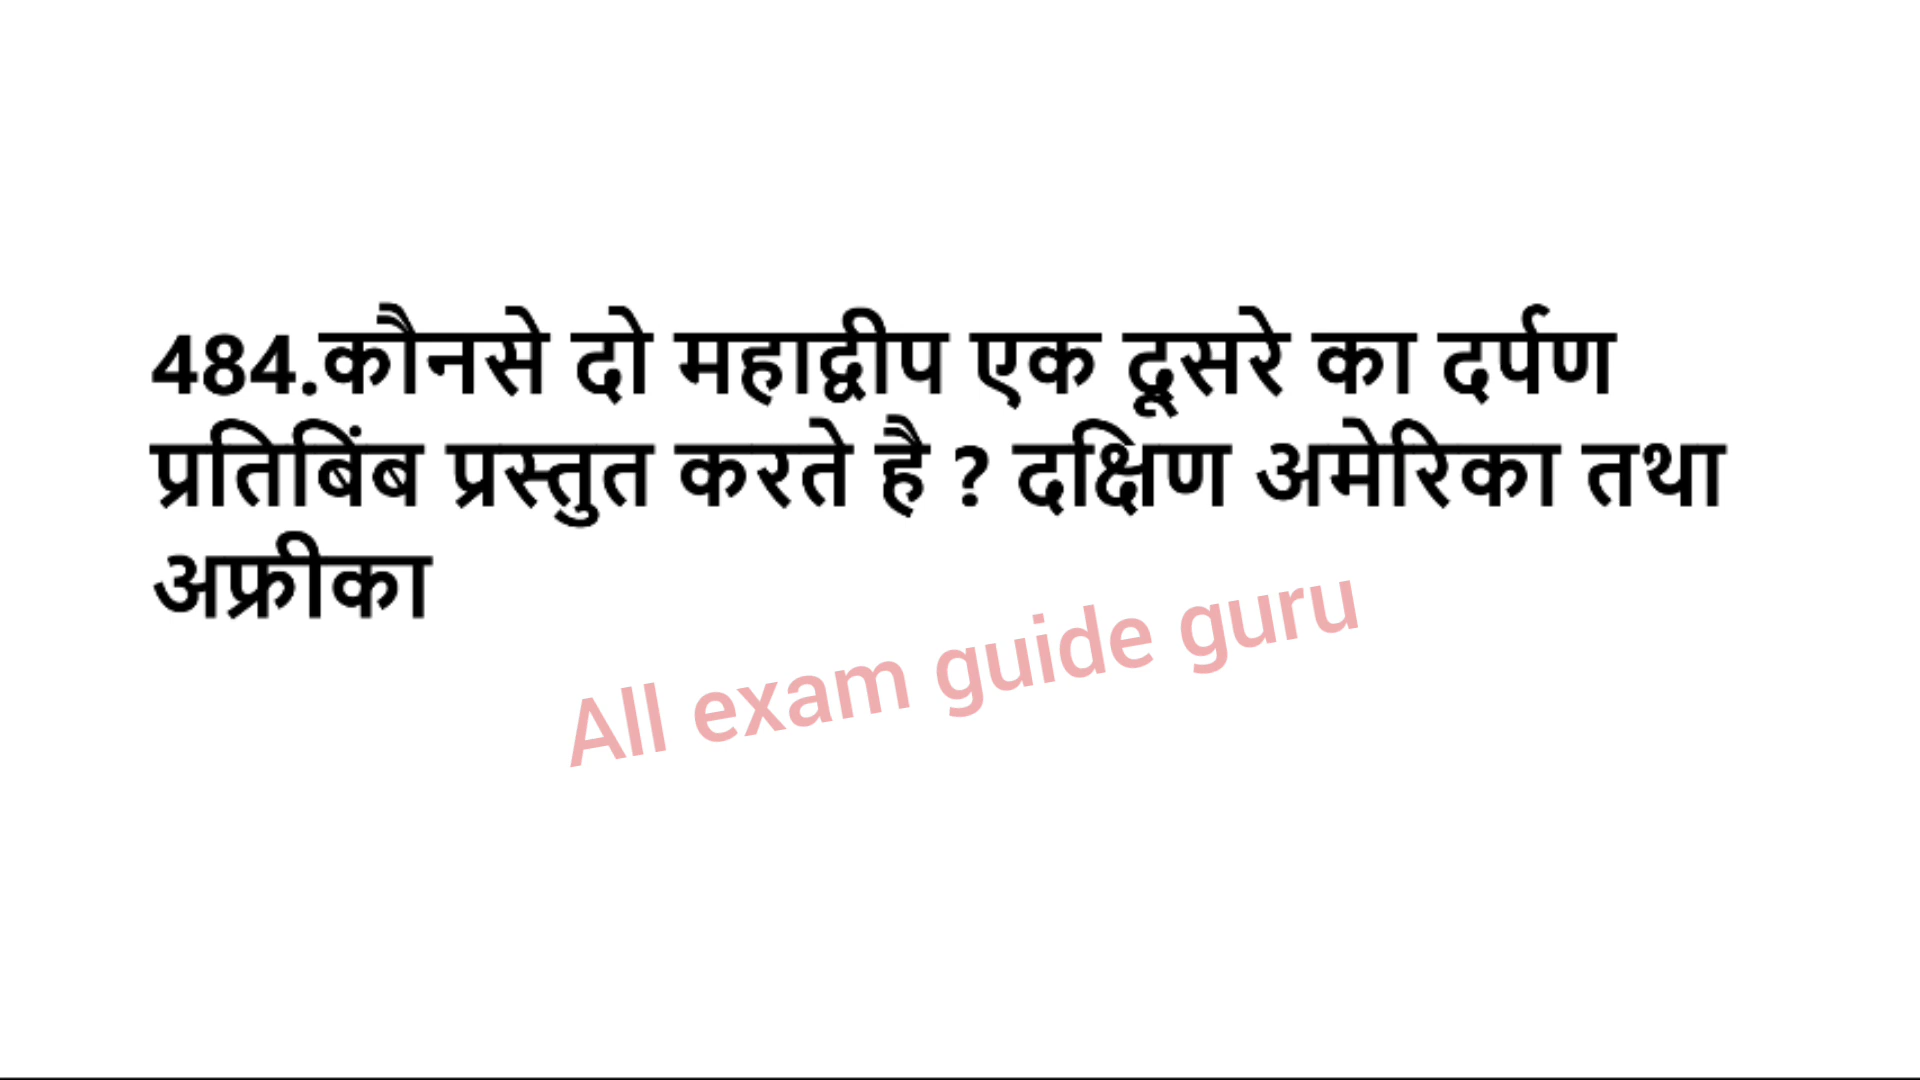 484.कौनसे दो महाद्वीप एक दूसरे का दर्पण
प्रतिबिंब प्रस्तुत करते है ? दक्षिण अमेरिका तथा
अफ्रीका
All exam guide guru